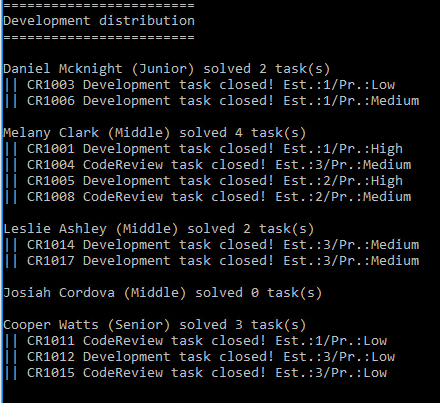 ========================
Development distribution
========================
Daniel Mcknight (Junior) solved 2 task(s)
|| CR1003 Development task closed! Est.:1/Pr.:Low
|| CR1006 Development task closed! Est.:1/Pr.:Medium
Melany Clark (Middle) solved 4 task(s)
|| CR1001 Development task closed! Est.:1/Pr.:High
|| CR1004 CodeReview task closed! Est.:3/Pr.:Medium
|| CR1005 Development task closed! Est.:2/Pr.:High
|| CR1008 CodeReview task closed! Est.:2/Pr.:Medium
Leslie Ashley (Middle) solved 2 task(s)
|| CR1014 Development task closed! Est.:3/Pr.:Medium
|| CR1017 Development task closed! Est.:3/Pr.:Medium
Josiah Cordova (Middle) solved 0 task(s)
Cooper Watts (Senior) solved 3 task(s)
|| CR1011 CodeReview task closed! Est.:1/Pr.:Low
|| CR1012 Development task closed! Est.:3/Pr.:Low
|| CR1015 CodeReview task closed! Est.:3/Pr.:Low